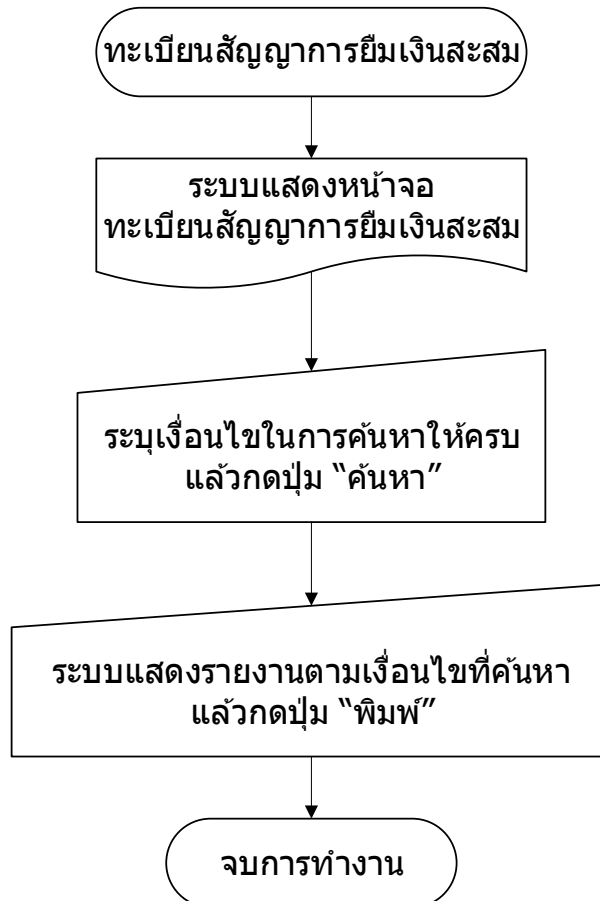 ทะเบียนสัญญาการยืมเงินสะสม
ระบบแสดงหน้าจอ
ทะเบียนสัญญาการยืมเงินสะสม
ระบุเงื่อนไขในการค้นหาให้ครบ
แล้วกดปุ่ม “ค้นหา”
ระบบแสดงรายงานตามเงื่อนไขที่ค้นหา
แล้วกดปุ่ม “พิมพ์”
จบการทำงาน